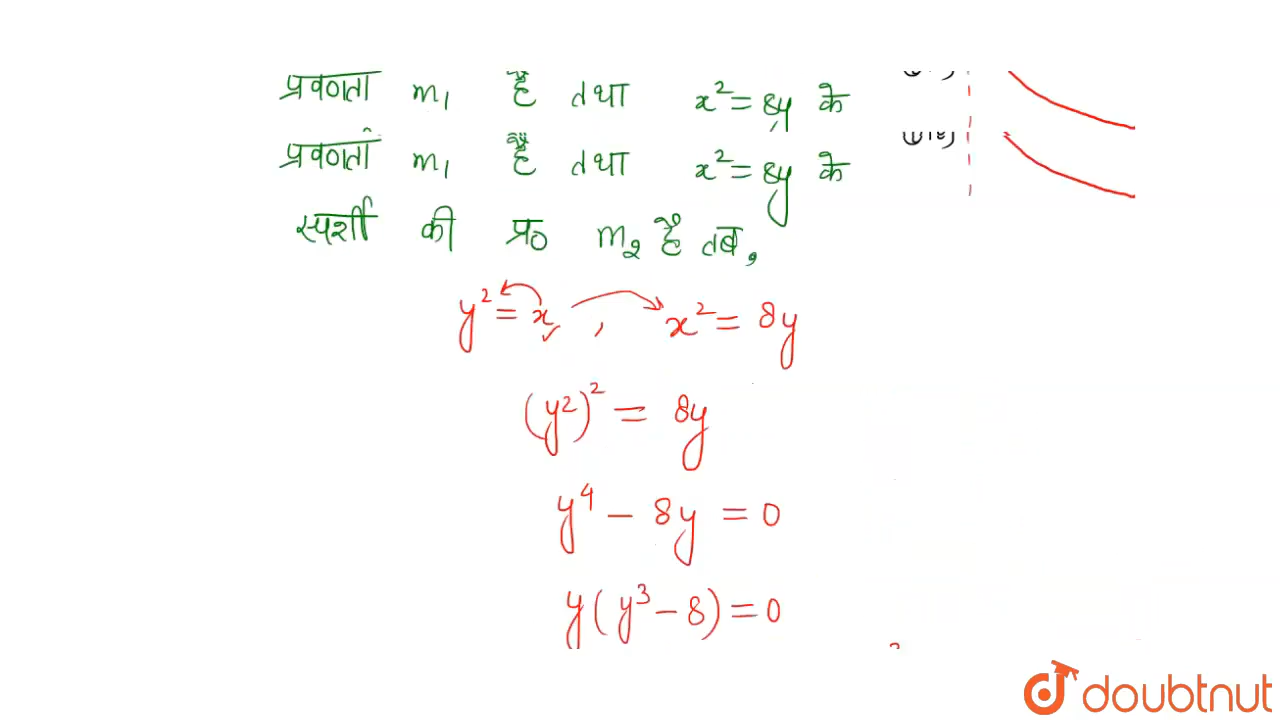 प्रवणता m₁ है तथा x² = 8y के
प्रवणता m₁ है तथा x² = 8y के
स्पर्शी की प्र० m₂ है तब,
y² = x , x² = 8y
(y²)² = 8y
y⁴ - 8y = 0
y(y³ - 8) = 0
doubtnut